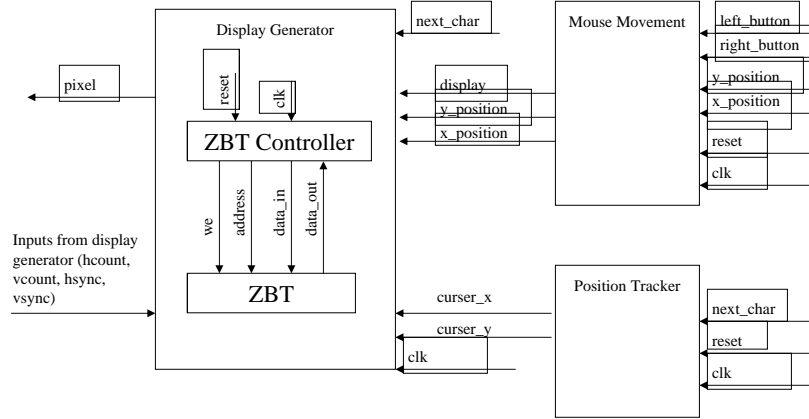 Display Generator
next_char
Mouse Movement
left_button
right_button
y_position
x_position
reset
clk
pixel
reset
clk
display
y_position
x_position
ZBT Controller
we
address
data_in
data_out
ZBT
Inputs from display
generator (hcount,
vcount, hsync,
vsync)
curser_x
curser_y
clk
Position Tracker
next_char
reset
clk